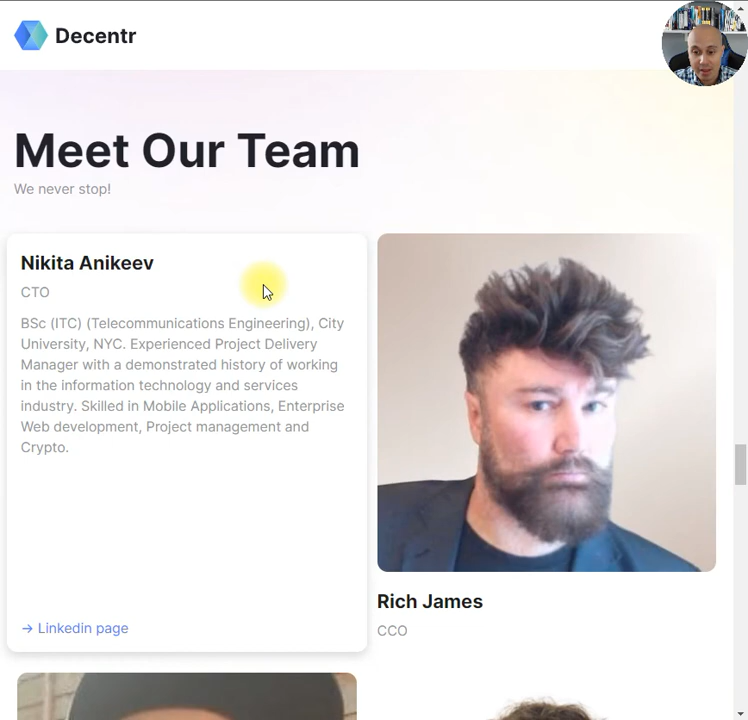 Decentr
Meet Our Team
We never stop!
Nikita Anikeev
CTO
BSc (ITC) (Telecommunications Engineering), City
University, NYC. Experienced Project Delivery
Manager with a demonstrated history of working
in the information technology and services
industry. Skilled in Mobile Applications, Enterprise
Web development, Project management and
Crypto.
→ Linkedin page
Rich James
CCO